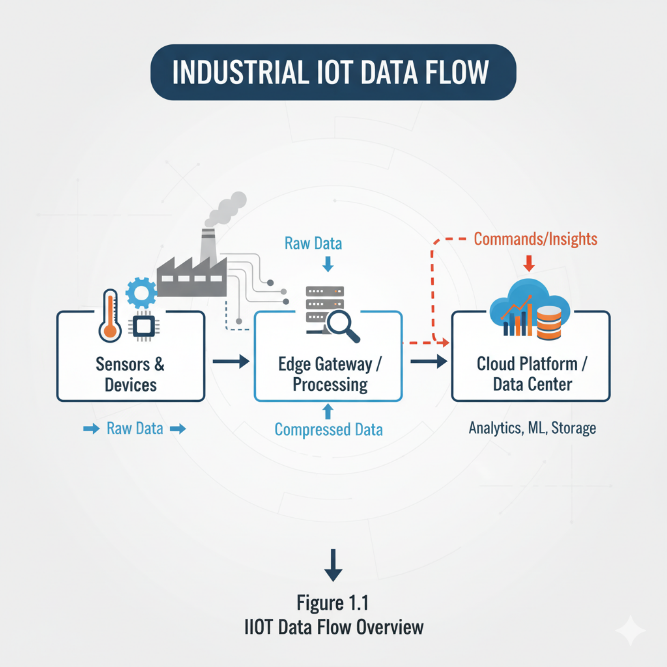 INDUSTRIAL IOT DATA FLOW
Raw Data
Commands/Insights
Sensors &
Devices
Edge Gateway /
Processing
Cloud Platform /
Data Center
Raw Data
Compressed Data
Analytics, ML, Storage
Figure 1.1
IIOT Data Flow Overview